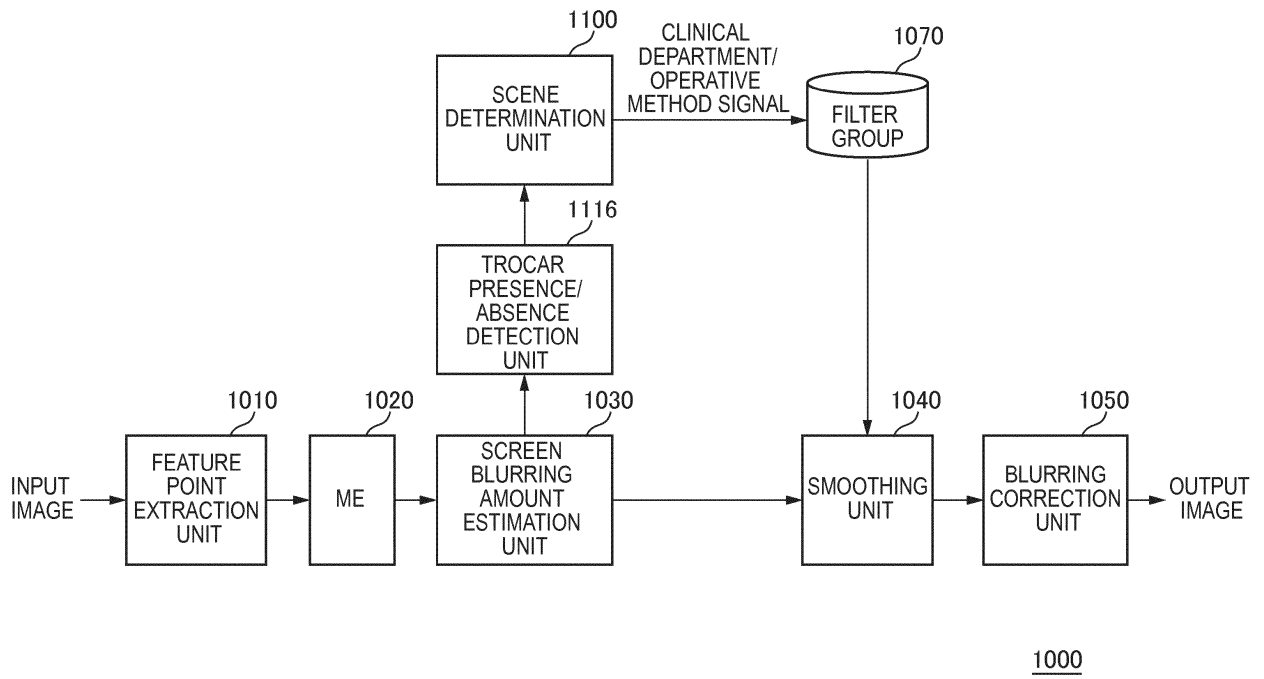 1100
SCENE
DETERMINATION
UNIT
CLINICAL
DEPARTMENT/
OPERATIVE
METHOD SIGNAL
1070
FILTER
GROUP
1116
TROCAR
PRESENCE/
ABSENCE
DETECTION
UNIT
INPUT
IMAGE
1010
FEATURE
POINT
EXTRACTION
UNIT
1020
ME
1030
SCREEN
BLURRING
AMOUNT
ESTIMATION
UNIT
1040
SMOOTHING
UNIT
1050
BLURRING
CORRECTION
UNIT
OUTPUT
IMAGE
1000